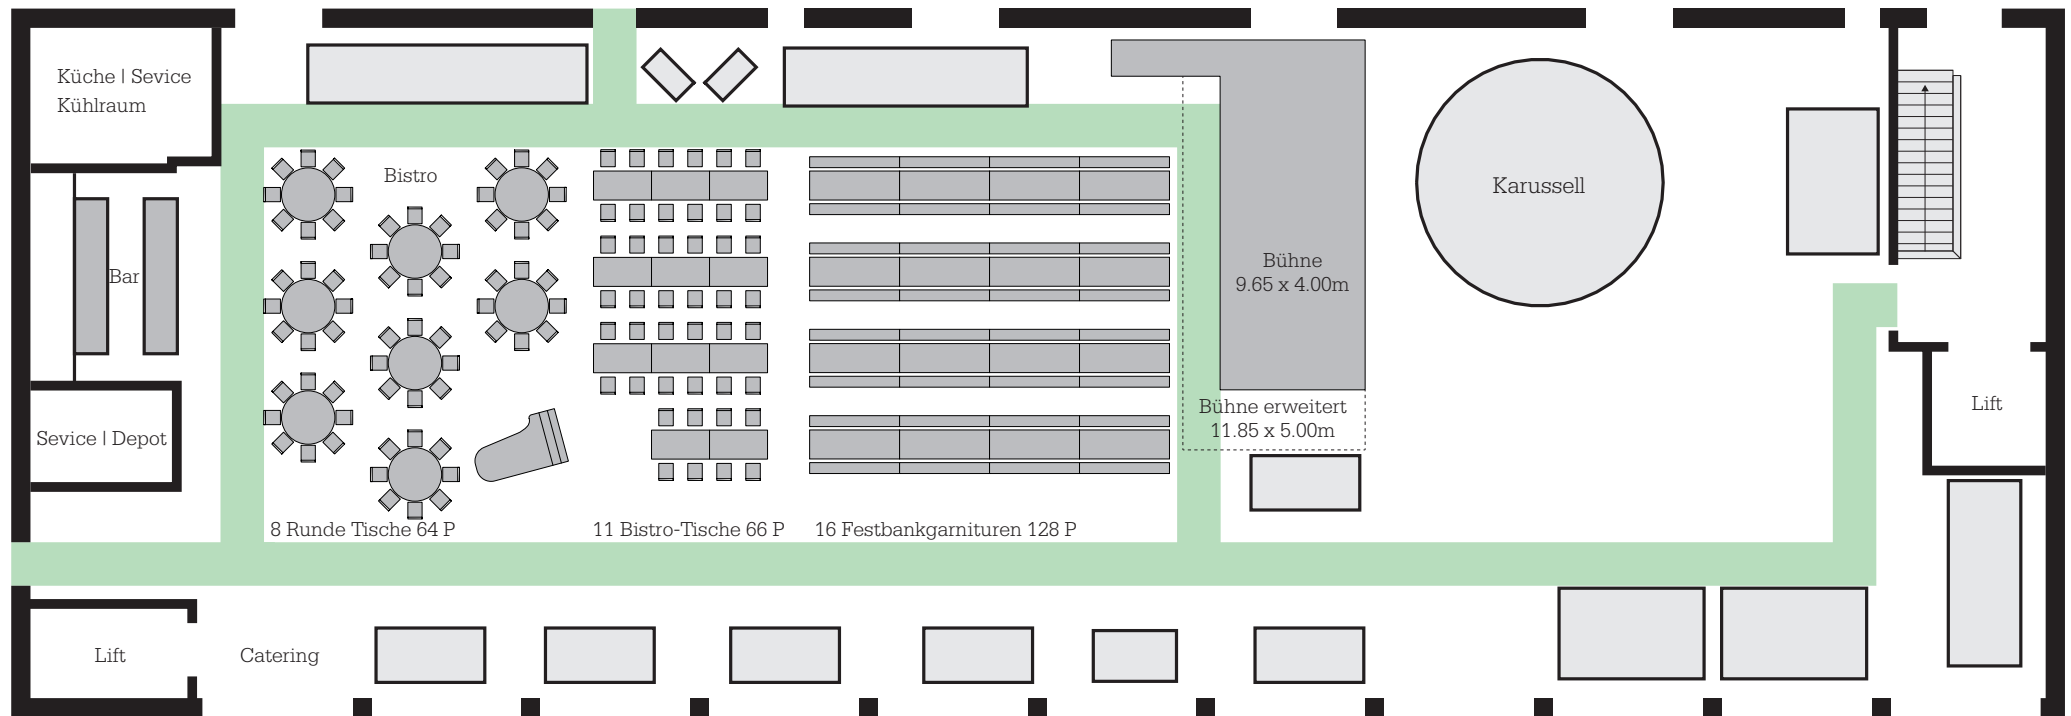 Küche | Sevice
Kühlraum
Bistro
Karussell
Bar
Bühne
9.65 x 4.00m
Bühne erweitert
11.85 x 5.00m
Lift
Sevice | Depot
8 Runde Tische 64 P
11 Bistro-Tische 66 P
16 Festbankgarnituren 128 P
Lift
Catering